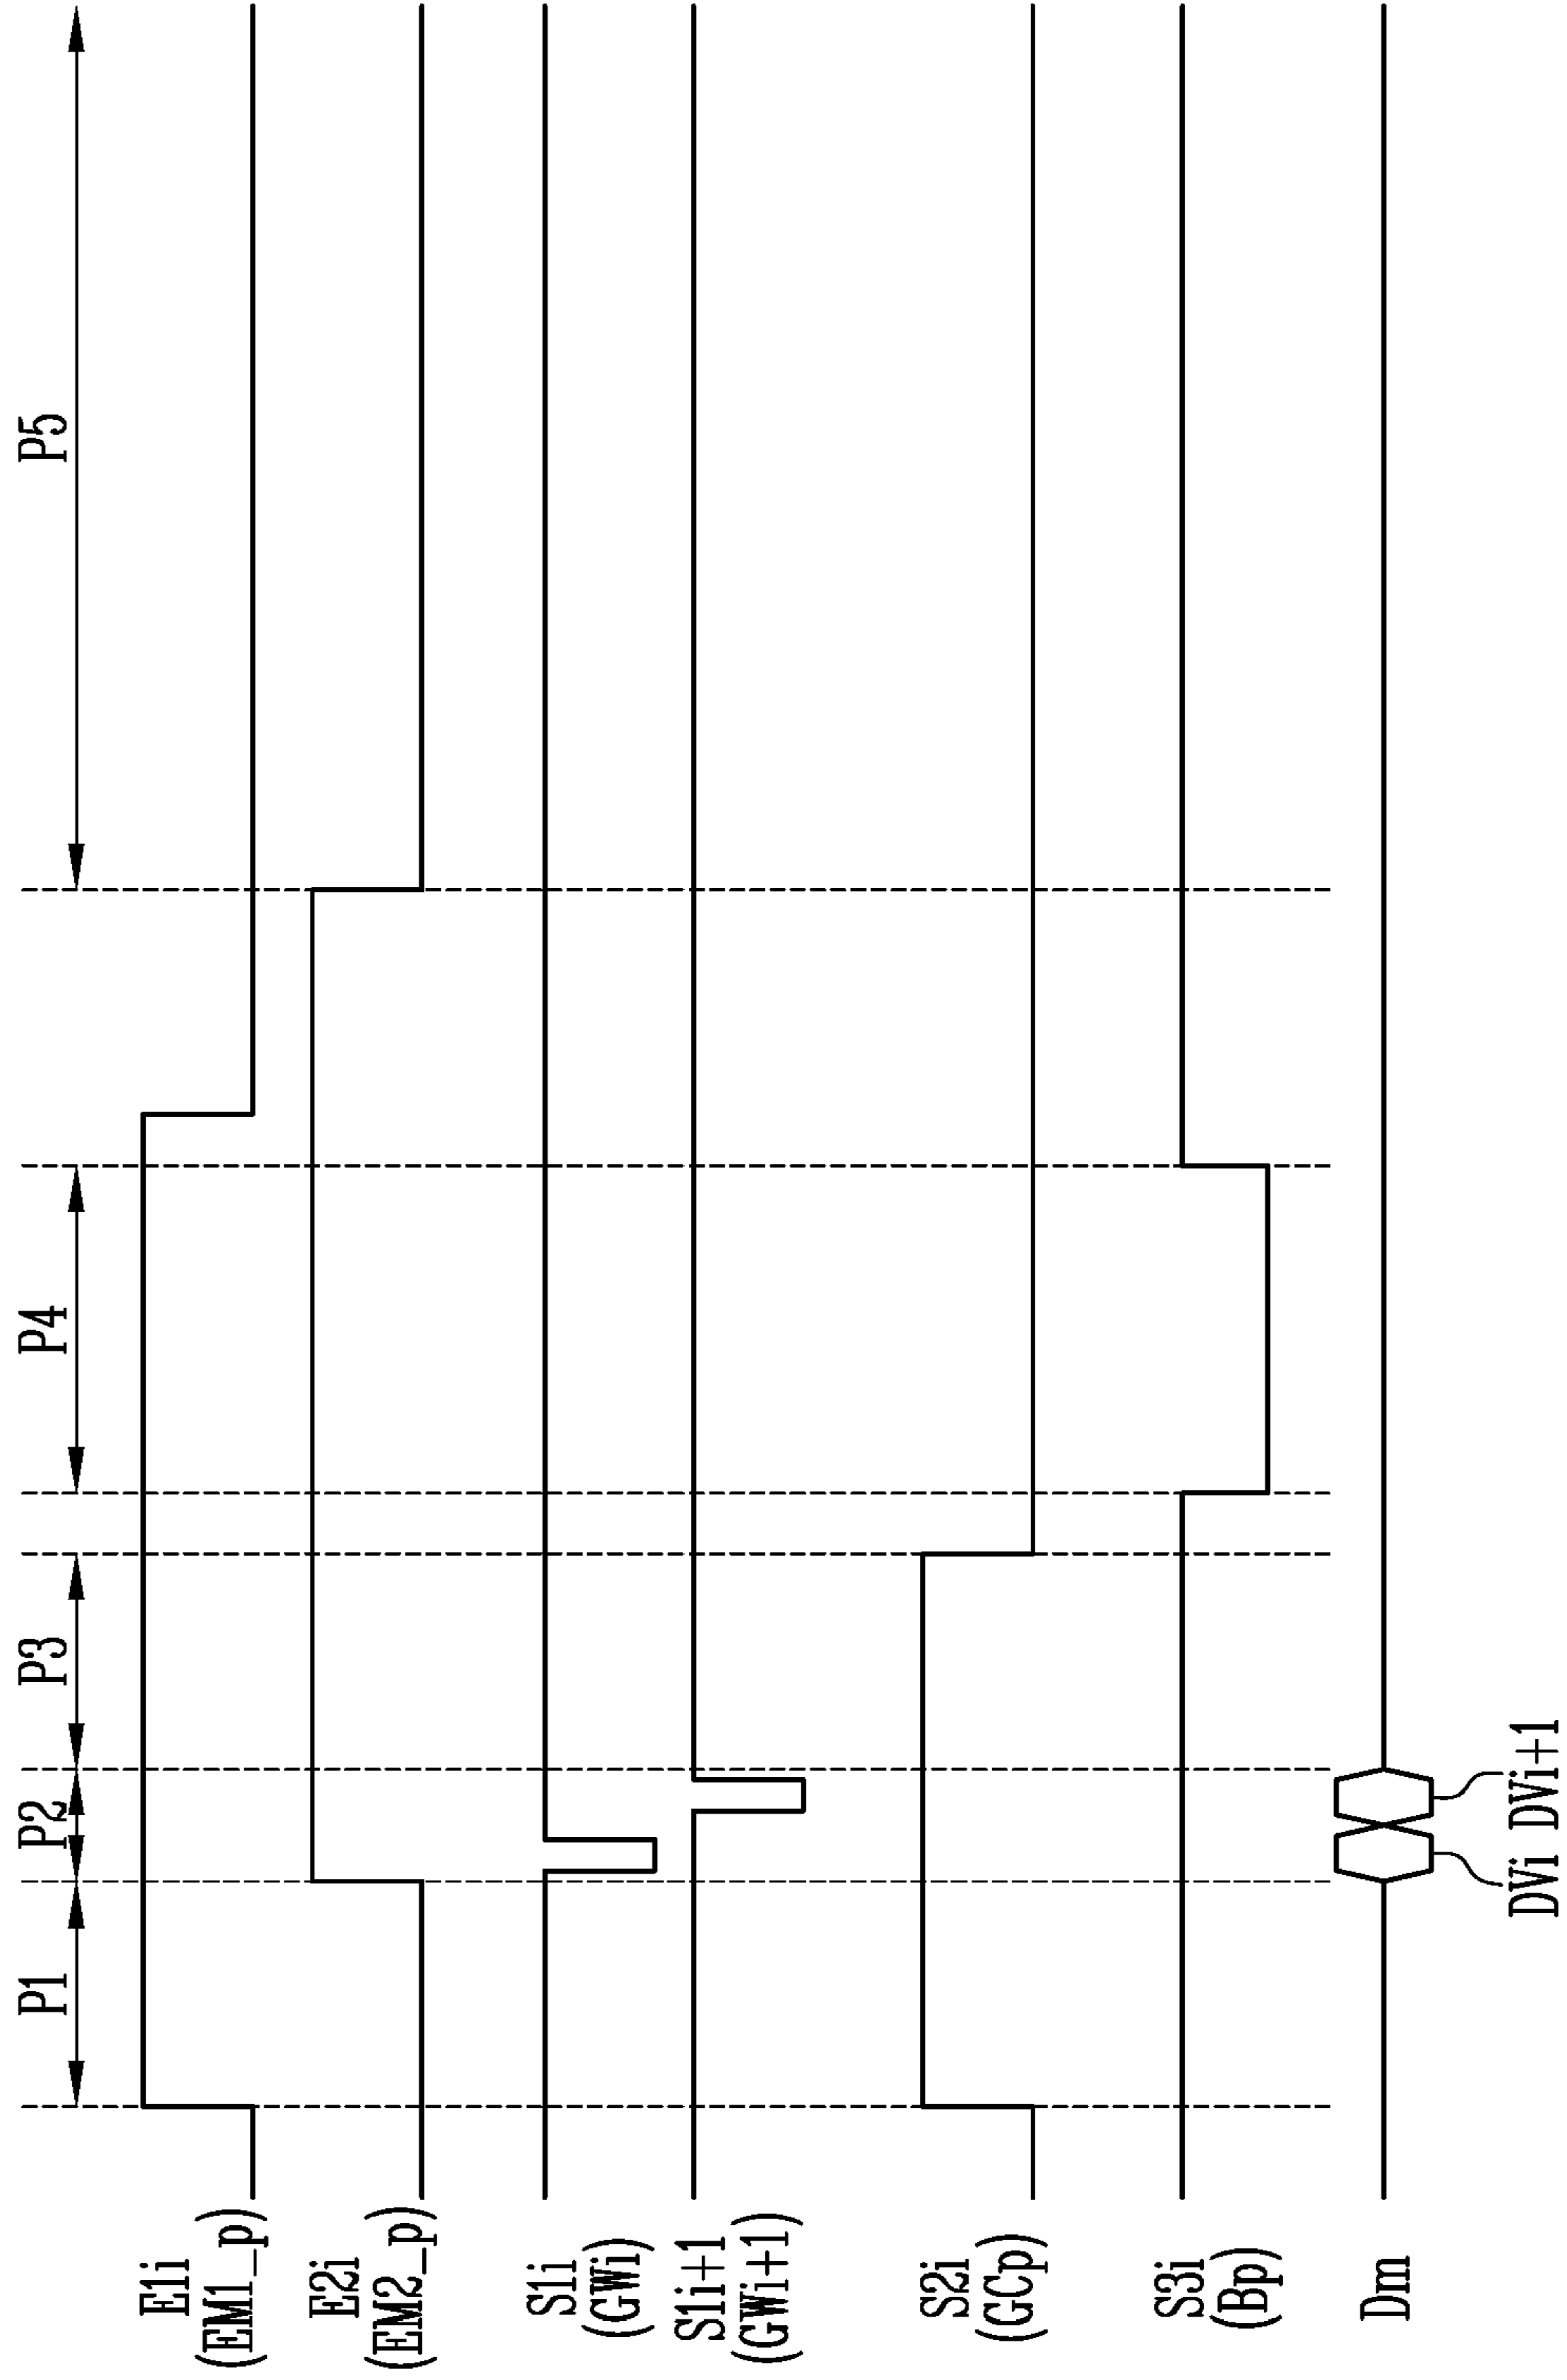 P1
P2
P3
P4
P5
E1i
(EM1_p)
E2i
(EM2_p)
S1i
(GWi)
S1i+1
(GWi+1)
S2i
(GCp)
S3i
(Bp)
Dm
DVi DVi+1